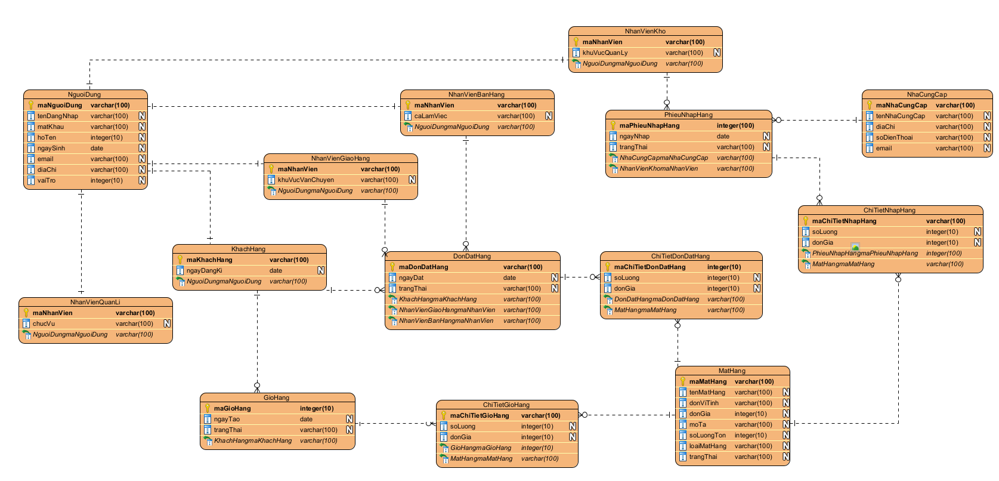 NhanVienKho
maNhanVien varchar(100)
khuVucQuanLy varchar(100) N
NguoiDungmaNguoiDung varchar(100)
NguoiDung
maNguoiDung varchar(100)
tenDangNhap varchar(100) N
matKhau varchar(100) N
hoTen integer(10) N
ngaySinh date N
email varchar(100) N
diaChi varchar(100) N
vaiTro integer(10) N
NhanVienBanHang
maNhanVien varchar(100)
caLamViec varchar(100) N
NguoiDungmaNguoiDung varchar(100)
PhieuNhapHang
maPhieuNhapHang integer(100)
ngayNhap date N
trangThai varchar(100) N
NhaCungCapmaNhaCungCap varchar(100)
NhanVienKhomaNhanVien varchar(100)
NhaCungCap
maNhaCungCap varchar(100)
tenNhaCungCap varchar(100) N
diaChi varchar(100) N
soDienThoai varchar(100) N
email varchar(100) N
NhanVienGiaoHang
maNhanVien varchar(100)
khuVucVanChuyen varchar(100) N
NguoiDungmaNguoiDung varchar(100)
ChiTietNhapHang
maChiTietNhapHang varchar(100)
soLuong integer(10) N
donGia integer(10) N
PhieuNhapHangmaPhieuNhapHang integer(100)
MatHangmaMatHang varchar(100)
KhachHang
maKhachHang varchar(100)
ngayDangKi date N
NguoiDungmaNguoiDung varchar(100)
DonDatHang
maDonDatHang varchar(100)
ngayDat date N
trangThai varchar(100) N
KhachHangmaKhachHang varchar(100)
NhanVienGiaoHangmaNhanVien varchar(100)
NhanVienBanHangmaNhanVien varchar(100)
ChiTietDonDatHang
maChiTietDonDatHang integer(10)
soLuong integer(10) N
donGia integer(10) N
DonDatHangmaDonDatHang varchar(100)
MatHangmaMatHang varchar(100)
NhanVienQuanLi
maNhanVien varchar(100)
chucVu varchar(100) N
NguoiDungmaNguoiDung varchar(100)
GioHang
maGioHang integer(10)
ngayTao date N
trangThai varchar(100) N
KhachHangmaKhachHang varchar(100)
ChiTietGioHang
maChiTietGioHang varchar(100)
soLuong integer(10) N
donGia integer(10) N
GioHangmaGioHang integer(10)
MatHangmaMatHang varchar(100)
MatHang
maMatHang varchar(100)
tenMatHang varchar(100) N
donViTinh varchar(100) N
donGia integer(10) N
moTa varchar(100) N
soLuongTon integer(10) N
loaiMatHang varchar(100) N
trangThai varchar(100) N